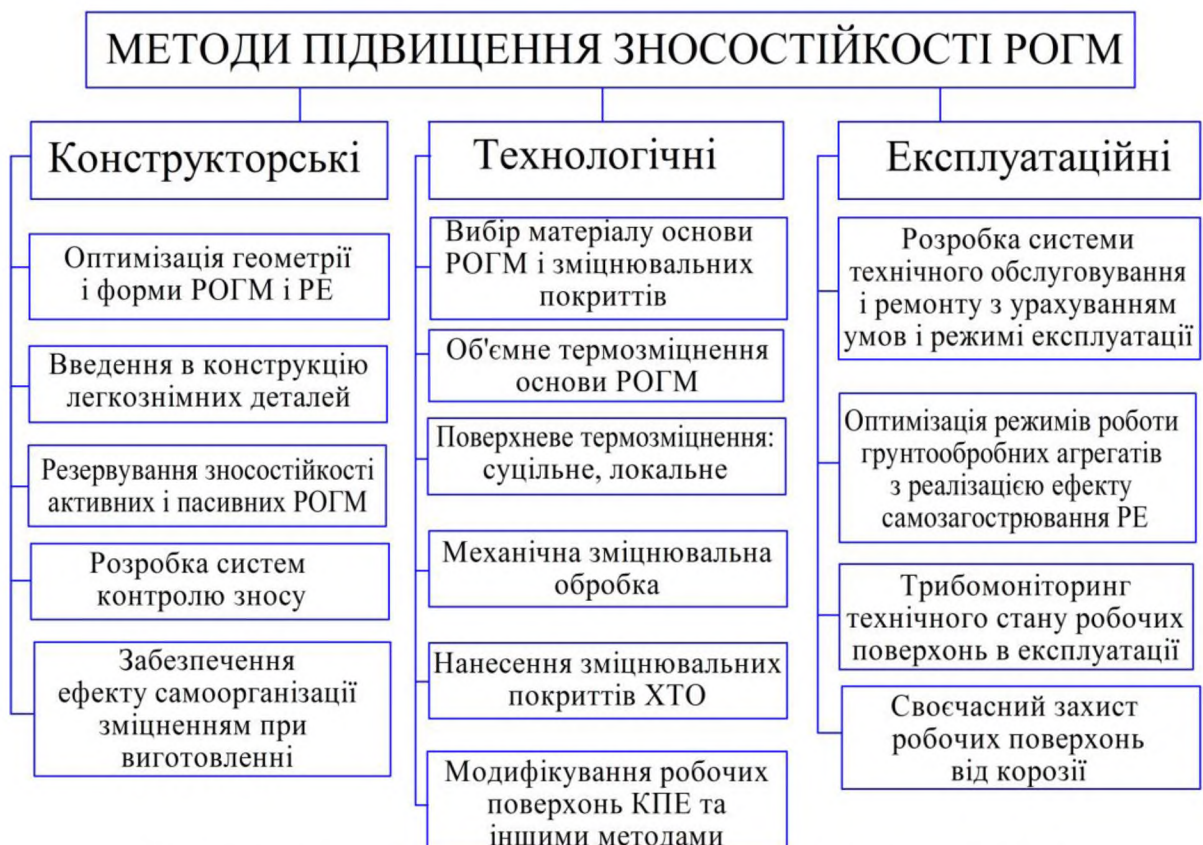 МЕТОДИ ПІДВИЩЕННЯ ЗНОСОСТІЙКОСТІ РОГМ
Конструкторські
Оптимізація геометрії
і форми РОГМ і РЕ
Введення в конструкцію
легкознімних деталей
Резервування зносостійкості
активних і пасивних РОГМ
Розробка систем
контролю зносу
Забезпечення
ефекту самоорганізації
зміцненням при
виготовленні
Технологічні
Вибір матеріалу основи
РОГМ і зміцнювальних
покриттів
Об'ємне термозміцнення
основи РОГМ
Поверхневе термозміцнення:
суцільне, локальне
Механічна зміцнювальна
обробка
Нанесення зміцнювальних
покриттів ХТО
Модифікування робочих
поверхонь КПЕ та
іншими методами
Експлуатаційні
Розробка системи
технічного обслуговування
і ремонту з урахуванням
умов і режимі експлуатації
Оптимізація режимів роботи
грунтообробних агрегатів
з реалізацією ефекту
самозагострювання РЕ
Трибомоніторинг
технічного стану робочих
поверхонь в експлуатації
Своєчасний захист
робочих поверхонь
від корозії